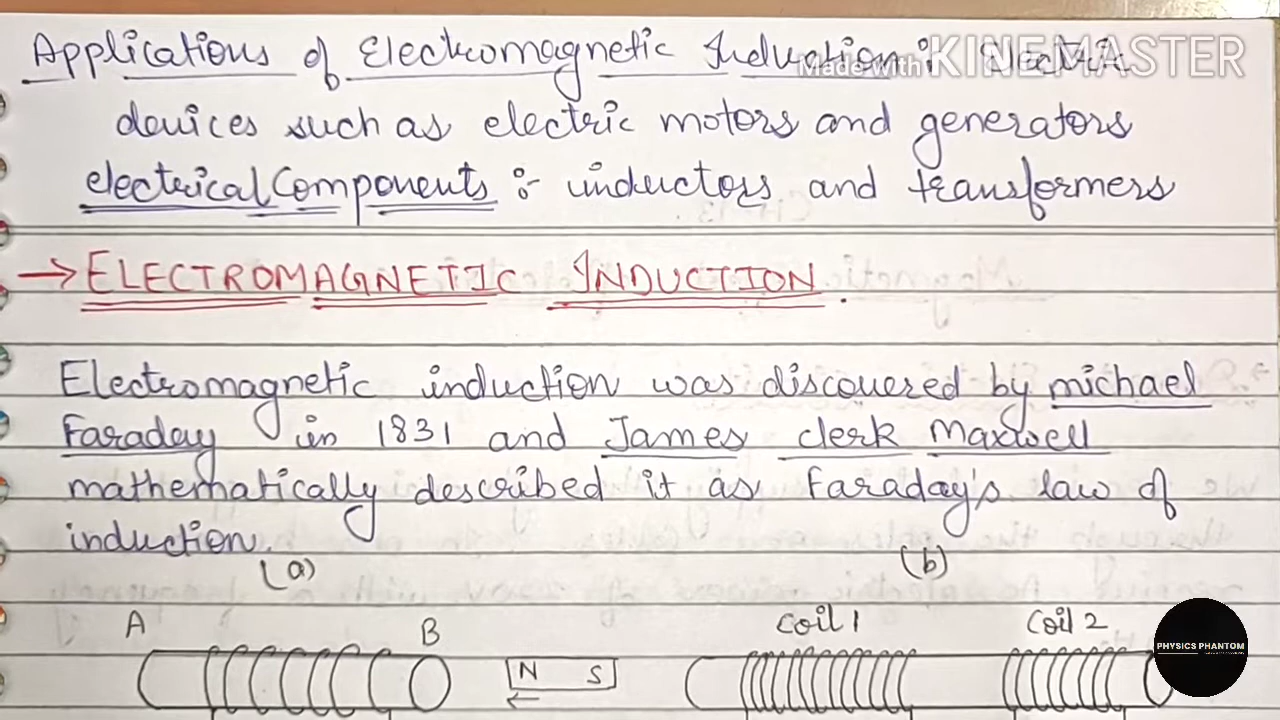 Applications of Electromagnetic Induction :- Electric
Made with KINEMASTER
devices such as electric motors and generators
electrical Components :- inductors and transformers
→ ELECTROMAGNETIC INDUCTION.
Electromagnetic induction was discovered by michael
Faraday in 1831 and James clerk Maxwell
mathematically described it as Faraday's law of
induction.
(a) (b)
A B coil 1 coil 2
N S
PHYSICS PHANTOM